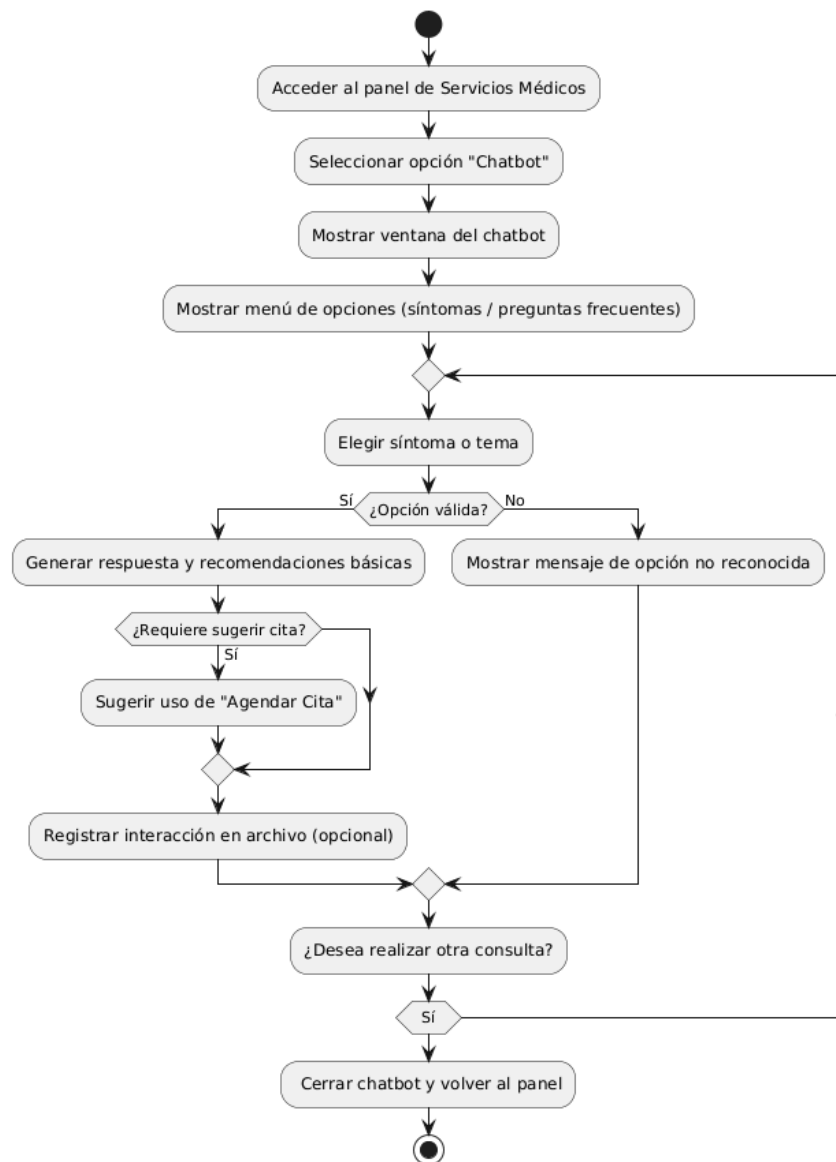 Acceder al panel de Servicios Médicos
Seleccionar opción "Chatbot"
Mostrar ventana del chatbot
Mostrar menú de opciones (síntomas / preguntas frecuentes)
Elegir síntoma o tema
Sí
¿Opción válida?
No
Generar respuesta y recomendaciones básicas
Mostrar mensaje de opción no reconocida
¿Requiere sugerir cita?
Sí
Sugerir uso de "Agendar Cita"
Registrar interacción en archivo (opcional)
¿Desea realizar otra consulta?
Sí
Cerrar chatbot y volver al panel